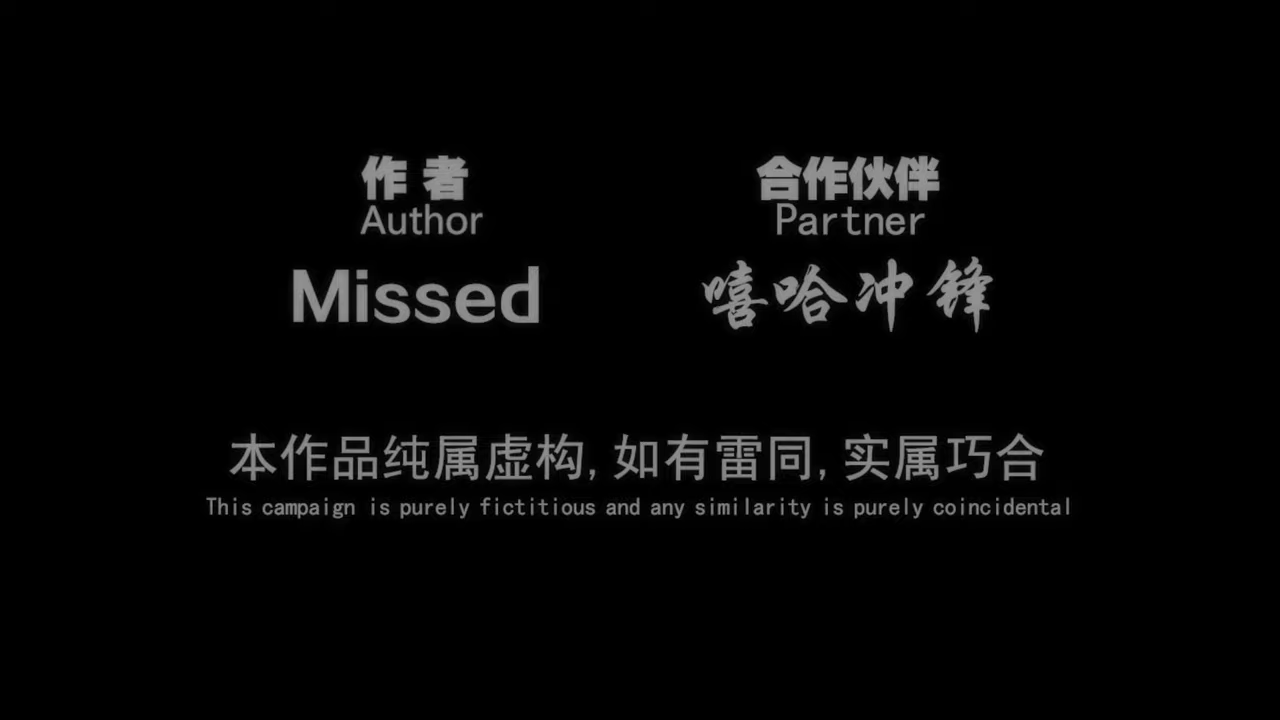 作者
Author
Missed
合作伙伴
Partner
嘻哈冲锋
本作品纯属虚构,如有雷同,实属巧合
This campaign is purely fictitious and any similarity is purely coincidental